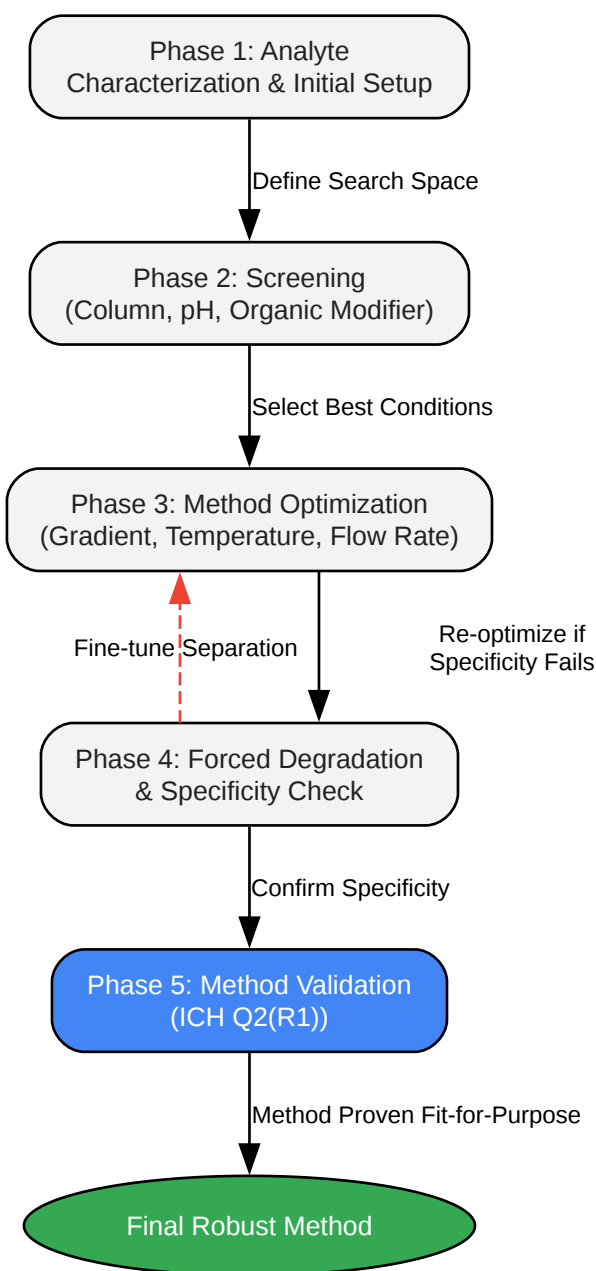 Phase 1: Analyte
Characterization & Initial Setup
Define Search Space
Phase 2: Screening
(Column, pH, Organic Modifier)
Select Best Conditions
Phase 3: Method Optimization
(Gradient, Temperature, Flow Rate)
Fine-tune Separation
Re-optimize if
Specificity Fails
Phase 4: Forced Degradation
& Specificity Check
Confirm Specificity
Phase 5: Method Validation
(ICH Q2(R1))
Method Proven Fit-for-Purpose
Final Robust Method